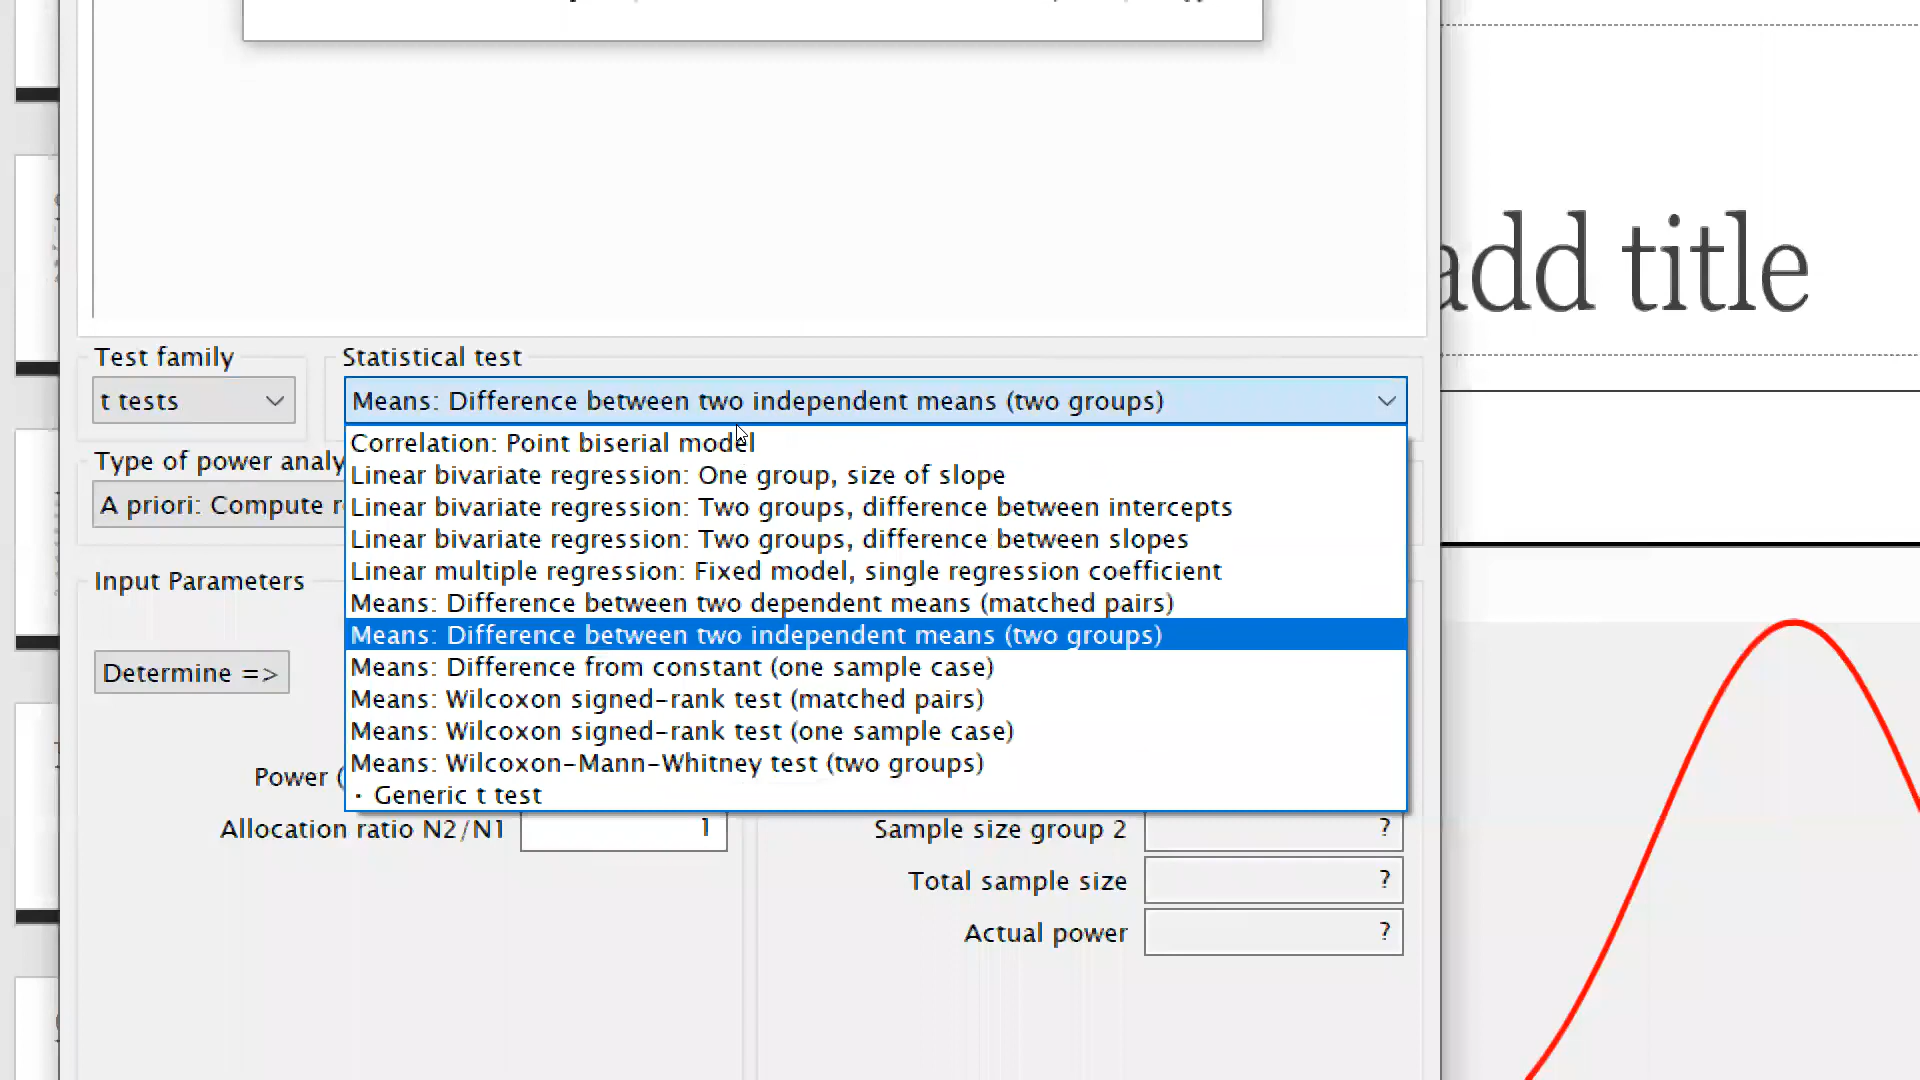 add title
Test family
Statistical test
t tests
Means: Difference between two independent means (two groups)
Correlation: Point biserial model
Linear bivariate regression: One group, size of slope
Linear bivariate regression: Two groups, difference between intercepts
Linear bivariate regression: Two groups, difference between slopes
Linear multiple regression: Fixed model, single regression coefficient
Means: Difference between two dependent means (matched pairs)
Means: Difference between two independent means (two groups)
Means: Difference from constant (one sample case)
Means: Wilcoxon signed-rank test (matched pairs)
Means: Wilcoxon signed-rank test (one sample case)
Means: Wilcoxon-Mann-Whitney test (two groups)
· Generic t test
Type of power analy
A priori: Compute r
Input Parameters
Determine =>
Power (
Allocation ratio N2/N1 1
Sample size group 2 ?
Total sample size ?
Actual power ?